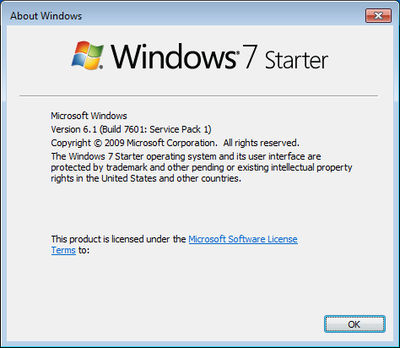 About Windows
Windows 7 Starter
Microsoft Windows
Version 6.1 (Build 7601: Service Pack 1)
Copyright © 2009 Microsoft Corporation. All rights reserved.
The Windows 7 Starter operating system and its user interface are
protected by trademark and other pending or existing intellectual property
rights in the United States and other countries.
This product is licensed under the Microsoft Software License
Terms to:
OK